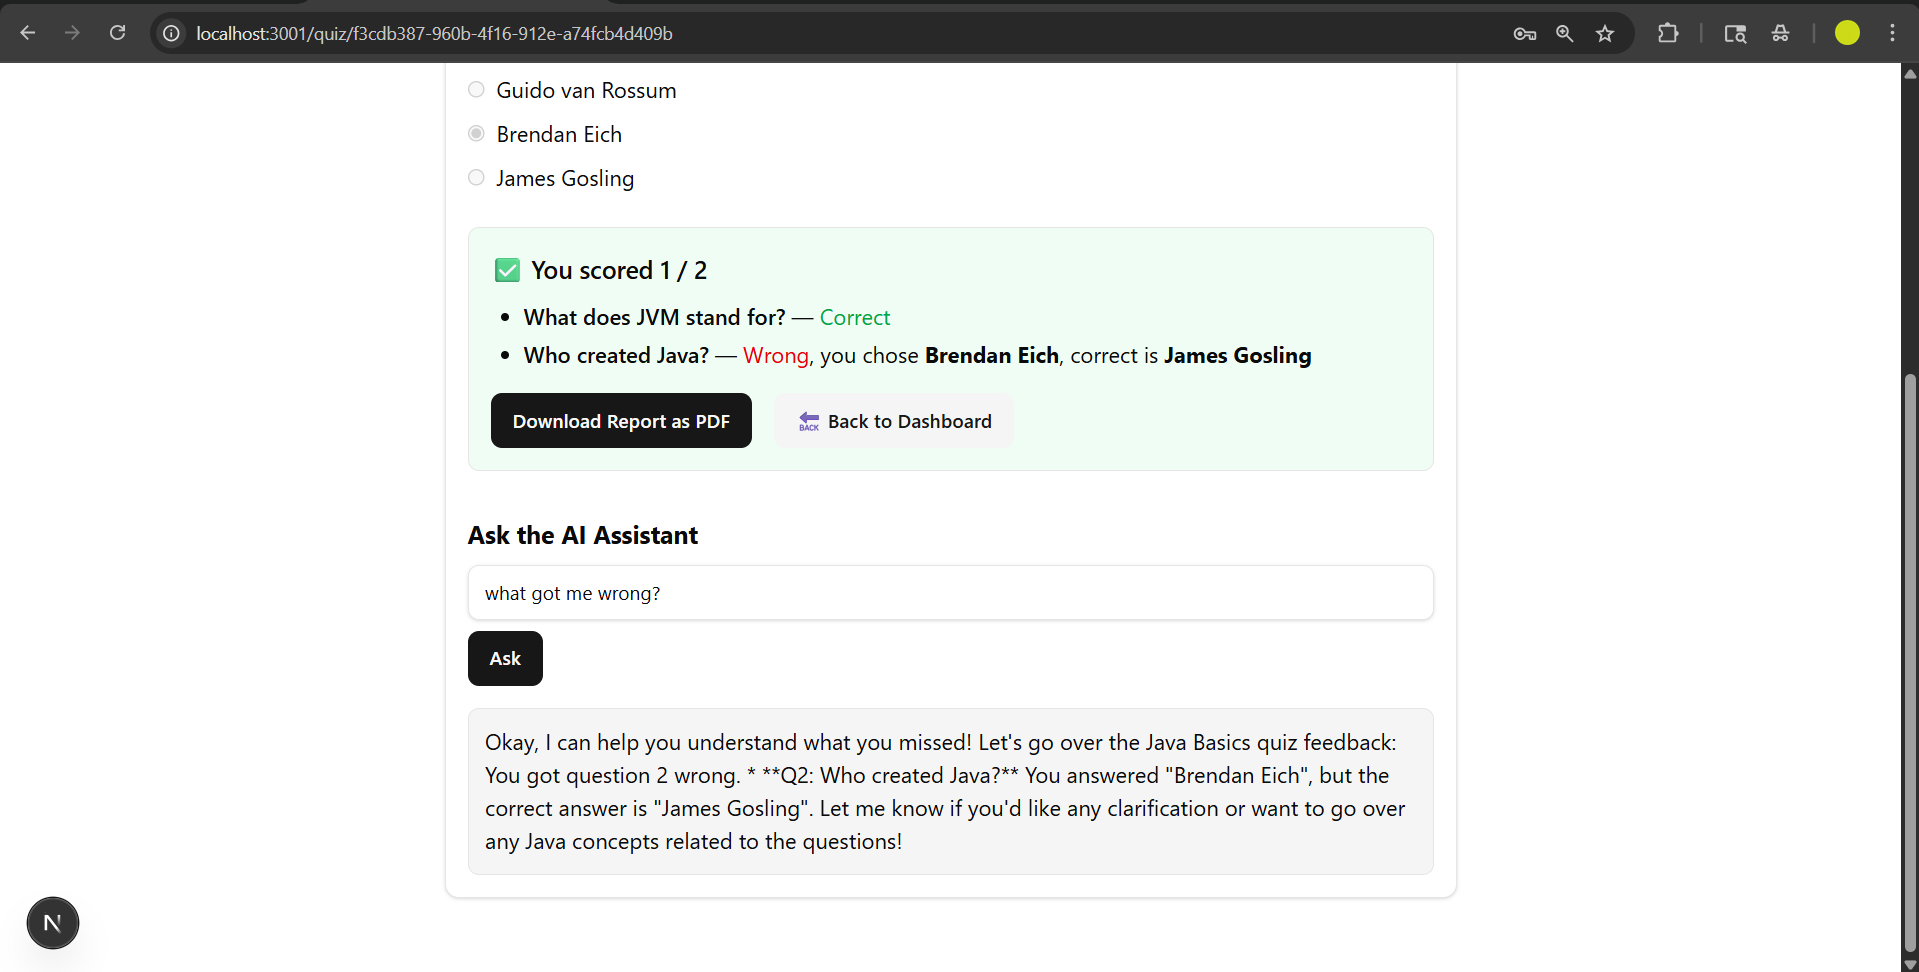 localhost:3001/quiz/f3cdb387-960b-4f16-912e-a74fcb4d409b
Guido van Rossum
Brendan Eich
James Gosling
✅ You scored 1 / 2
• What does JVM stand for? — Correct
• Who created Java? — Wrong, you chose Brendan Eich, correct is James Gosling
Download Report as PDF
BACK Back to Dashboard
Ask the AI Assistant
what got me wrong?
Ask
Okay, I can help you understand what you missed! Let's go over the Java Basics quiz feedback:
You got question 2 wrong. * **Q2: Who created Java?** You answered "Brendan Eich", but the
correct answer is "James Gosling". Let me know if you'd like any clarification or want to go over
any Java concepts related to the questions!
N